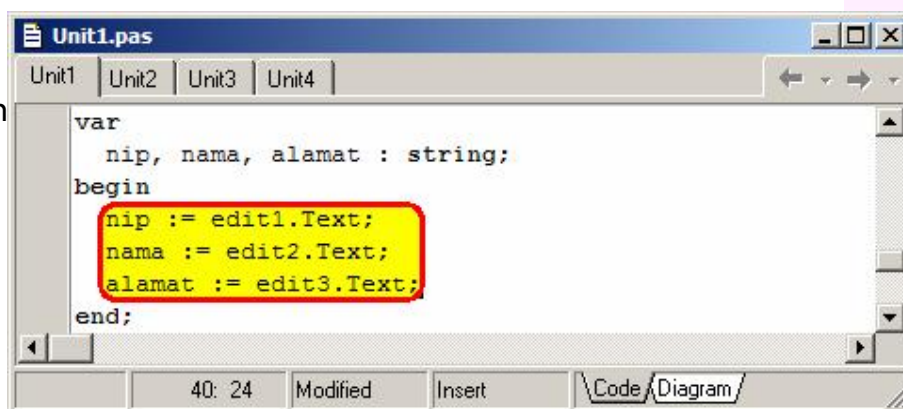 Unit1.pas
Unit1 Unit2 Unit3 Unit4
n
var
nip, nama, alamat : string;
begin
nip := edit1.Text;
nama := edit2.Text;
alamat := edit3.Text;
end;
40: 24 Modified Insert Code Diagram